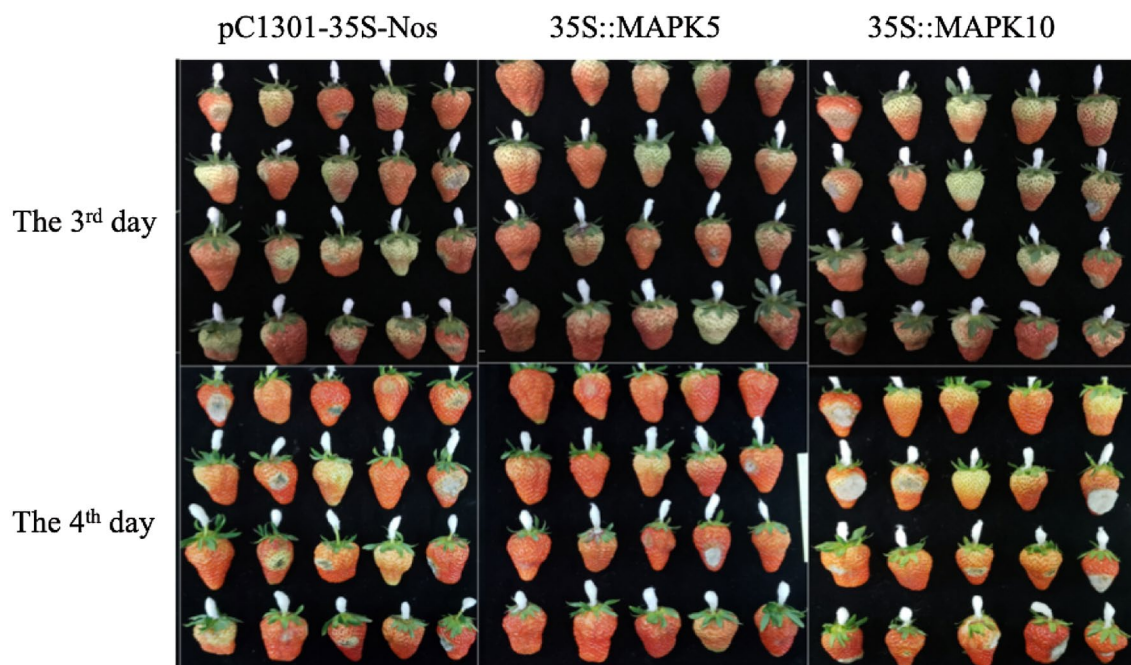 pC1301-35S-Nos
35S::MAPK5
35S::MAPK10
The 3rd day
The 4th day